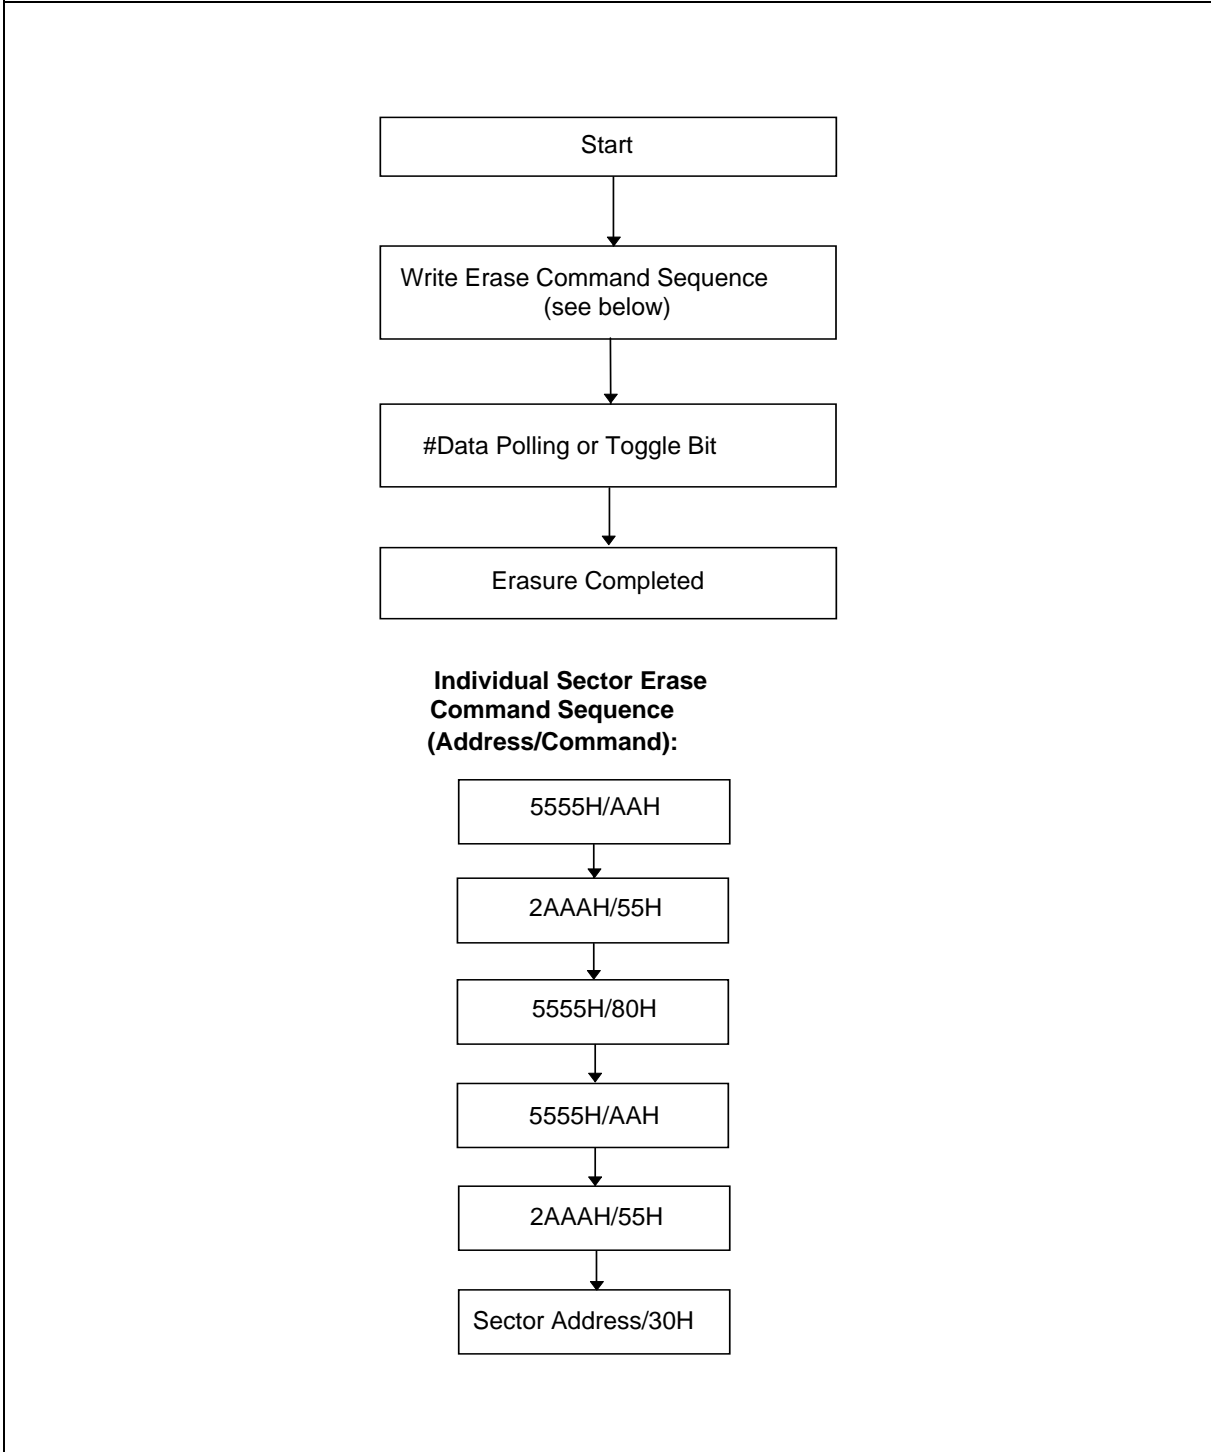 Start
Write Erase Command Sequence
(see below)
#Data Polling or Toggle Bit
Erasure Completed
Individual Sector Erase
Command Sequence
(Address/Command):
5555H/AAH
2AAAH/55H
5555H/80H
5555H/AAH
2AAAH/55H
Sector Address/30H